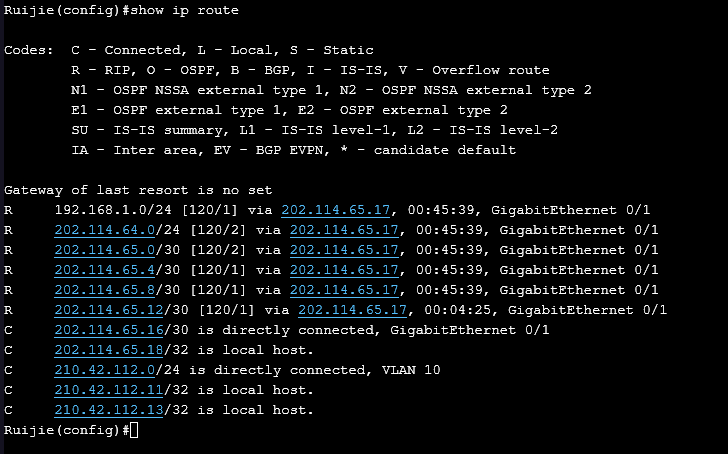 Ruijie(config)#show ip route
Codes:  C - Connected, L - Local, S - Static
        R - RIP, O - OSPF, B - BGP, I - IS-IS, V - Overflow route
        N1 - OSPF NSSA external type 1, N2 - OSPF NSSA external type 2
        E1 - OSPF external type 1, E2 - OSPF external type 2
        SU - IS-IS summary, L1 - IS-IS level-1, L2 - IS-IS level-2
        IA - Inter area, EV - BGP EVPN, * - candidate default
Gateway of last resort is no set
R     192.168.1.0/24 [120/1] via 202.114.65.17, 00:45:39, GigabitEthernet 0/1
R     202.114.64.0/24 [120/2] via 202.114.65.17, 00:45:39, GigabitEthernet 0/1
R     202.114.65.0/30 [120/2] via 202.114.65.17, 00:45:39, GigabitEthernet 0/1
R     202.114.65.4/30 [120/1] via 202.114.65.17, 00:45:39, GigabitEthernet 0/1
R     202.114.65.8/30 [120/1] via 202.114.65.17, 00:45:39, GigabitEthernet 0/1
R     202.114.65.12/30 [120/1] via 202.114.65.17, 00:04:25, GigabitEthernet 0/1
C     202.114.65.16/30 is directly connected, GigabitEthernet 0/1
C     202.114.65.18/32 is local host.
C     210.42.112.0/24 is directly connected, VLAN 10
C     210.42.112.11/32 is local host.
C     210.42.112.13/32 is local host.
Ruijie(config)#